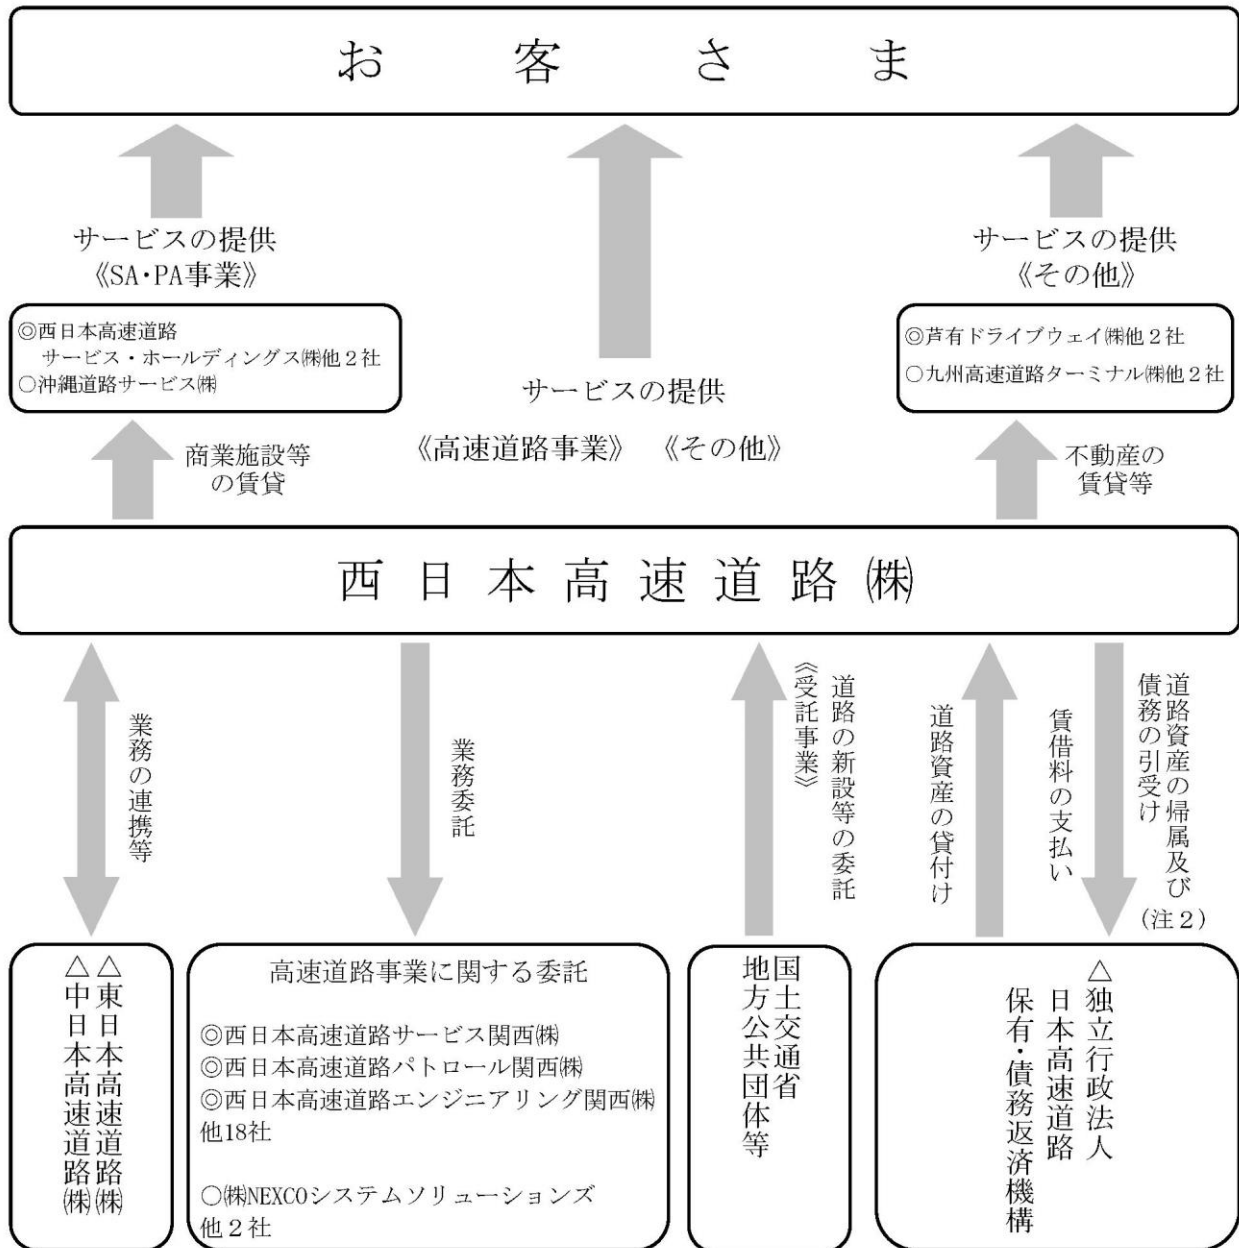 お客さま
サービスの提供
《SA・PA事業》
サービスの提供
《その他》
◎西日本高速道路
サービス・ホールディングス㈱他2社
○沖縄道路サービス㈱
◎芦有ドライブウェイ㈱他2社
○九州高速道路ターミナル㈱他2社
サービスの提供
《高速道路事業》 《その他》
商業施設等
の賃貸
不動産の
賃貸等
西日本高速道路㈱
業務の連携等
業務委託
道路の新設等の委託
《受託事業》
道路資産の貸付け
賃借料の支払い
道路資産の帰属及び
債務の引受け
(注2)
△東日本高速道路㈱
△中日本高速道路㈱
高速道路事業に関する委託
◎西日本高速道路サービス関西㈱
◎西日本高速道路パトロール関西㈱
◎西日本高速道路エンジニアリング関西㈱
他18社
○㈱NEXCOシステムソリューションズ
他2社
国土交通省
地方公共団体等
△独立行政法人
日本高速道路
保有・債務返済機構